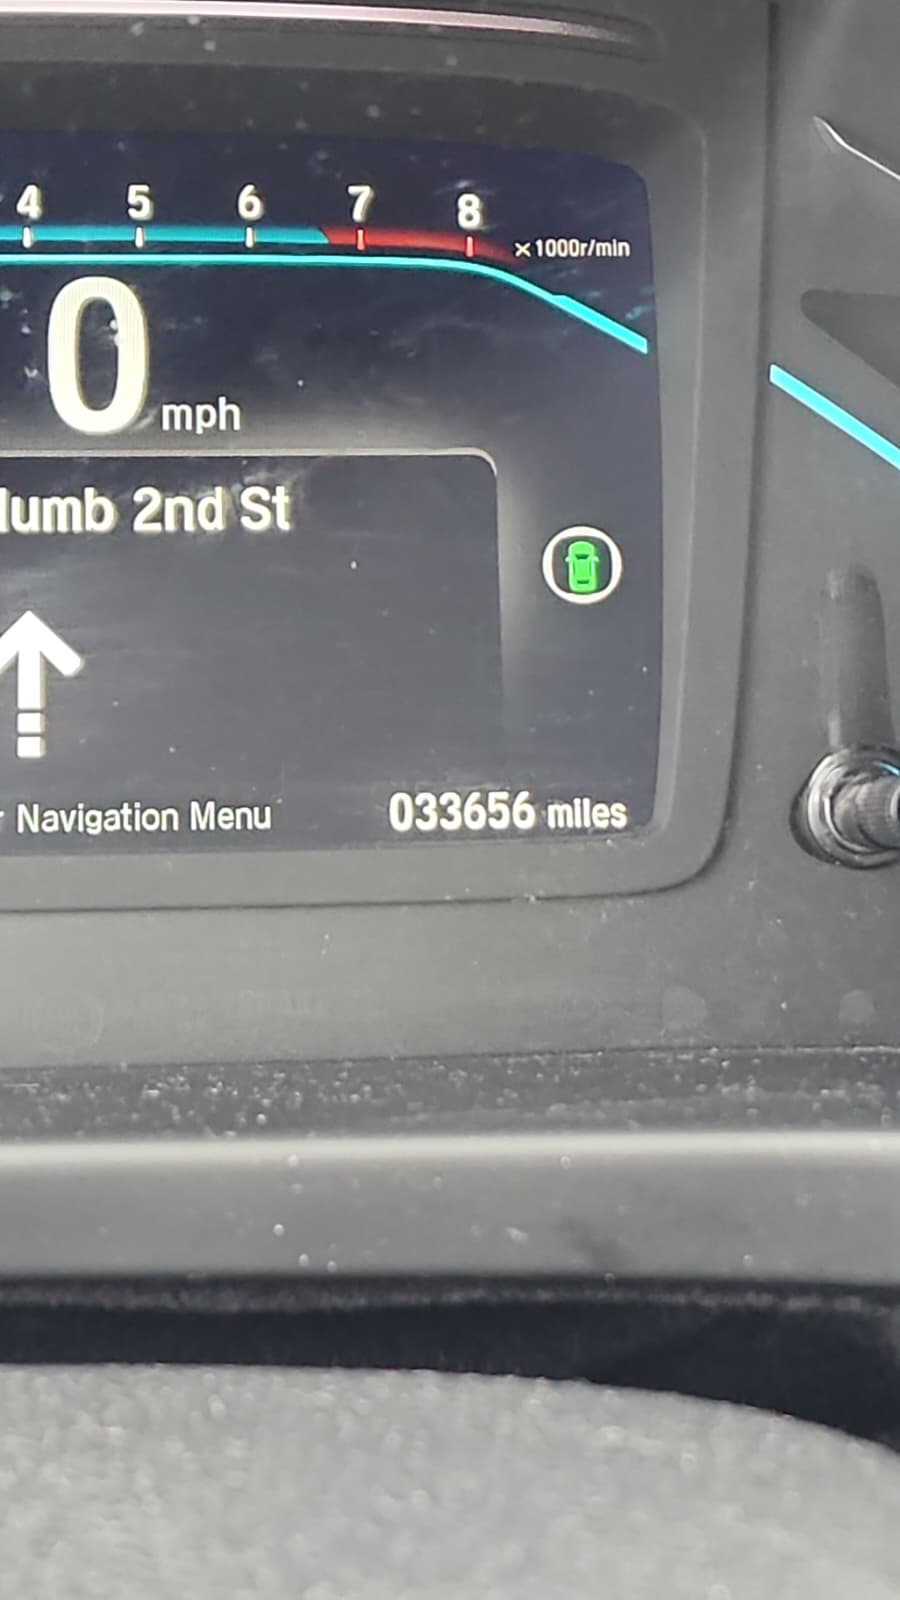 4 5 6 7 8
×1000r/min
0 mph
lumb 2nd St
Navigation Menu 033656 miles